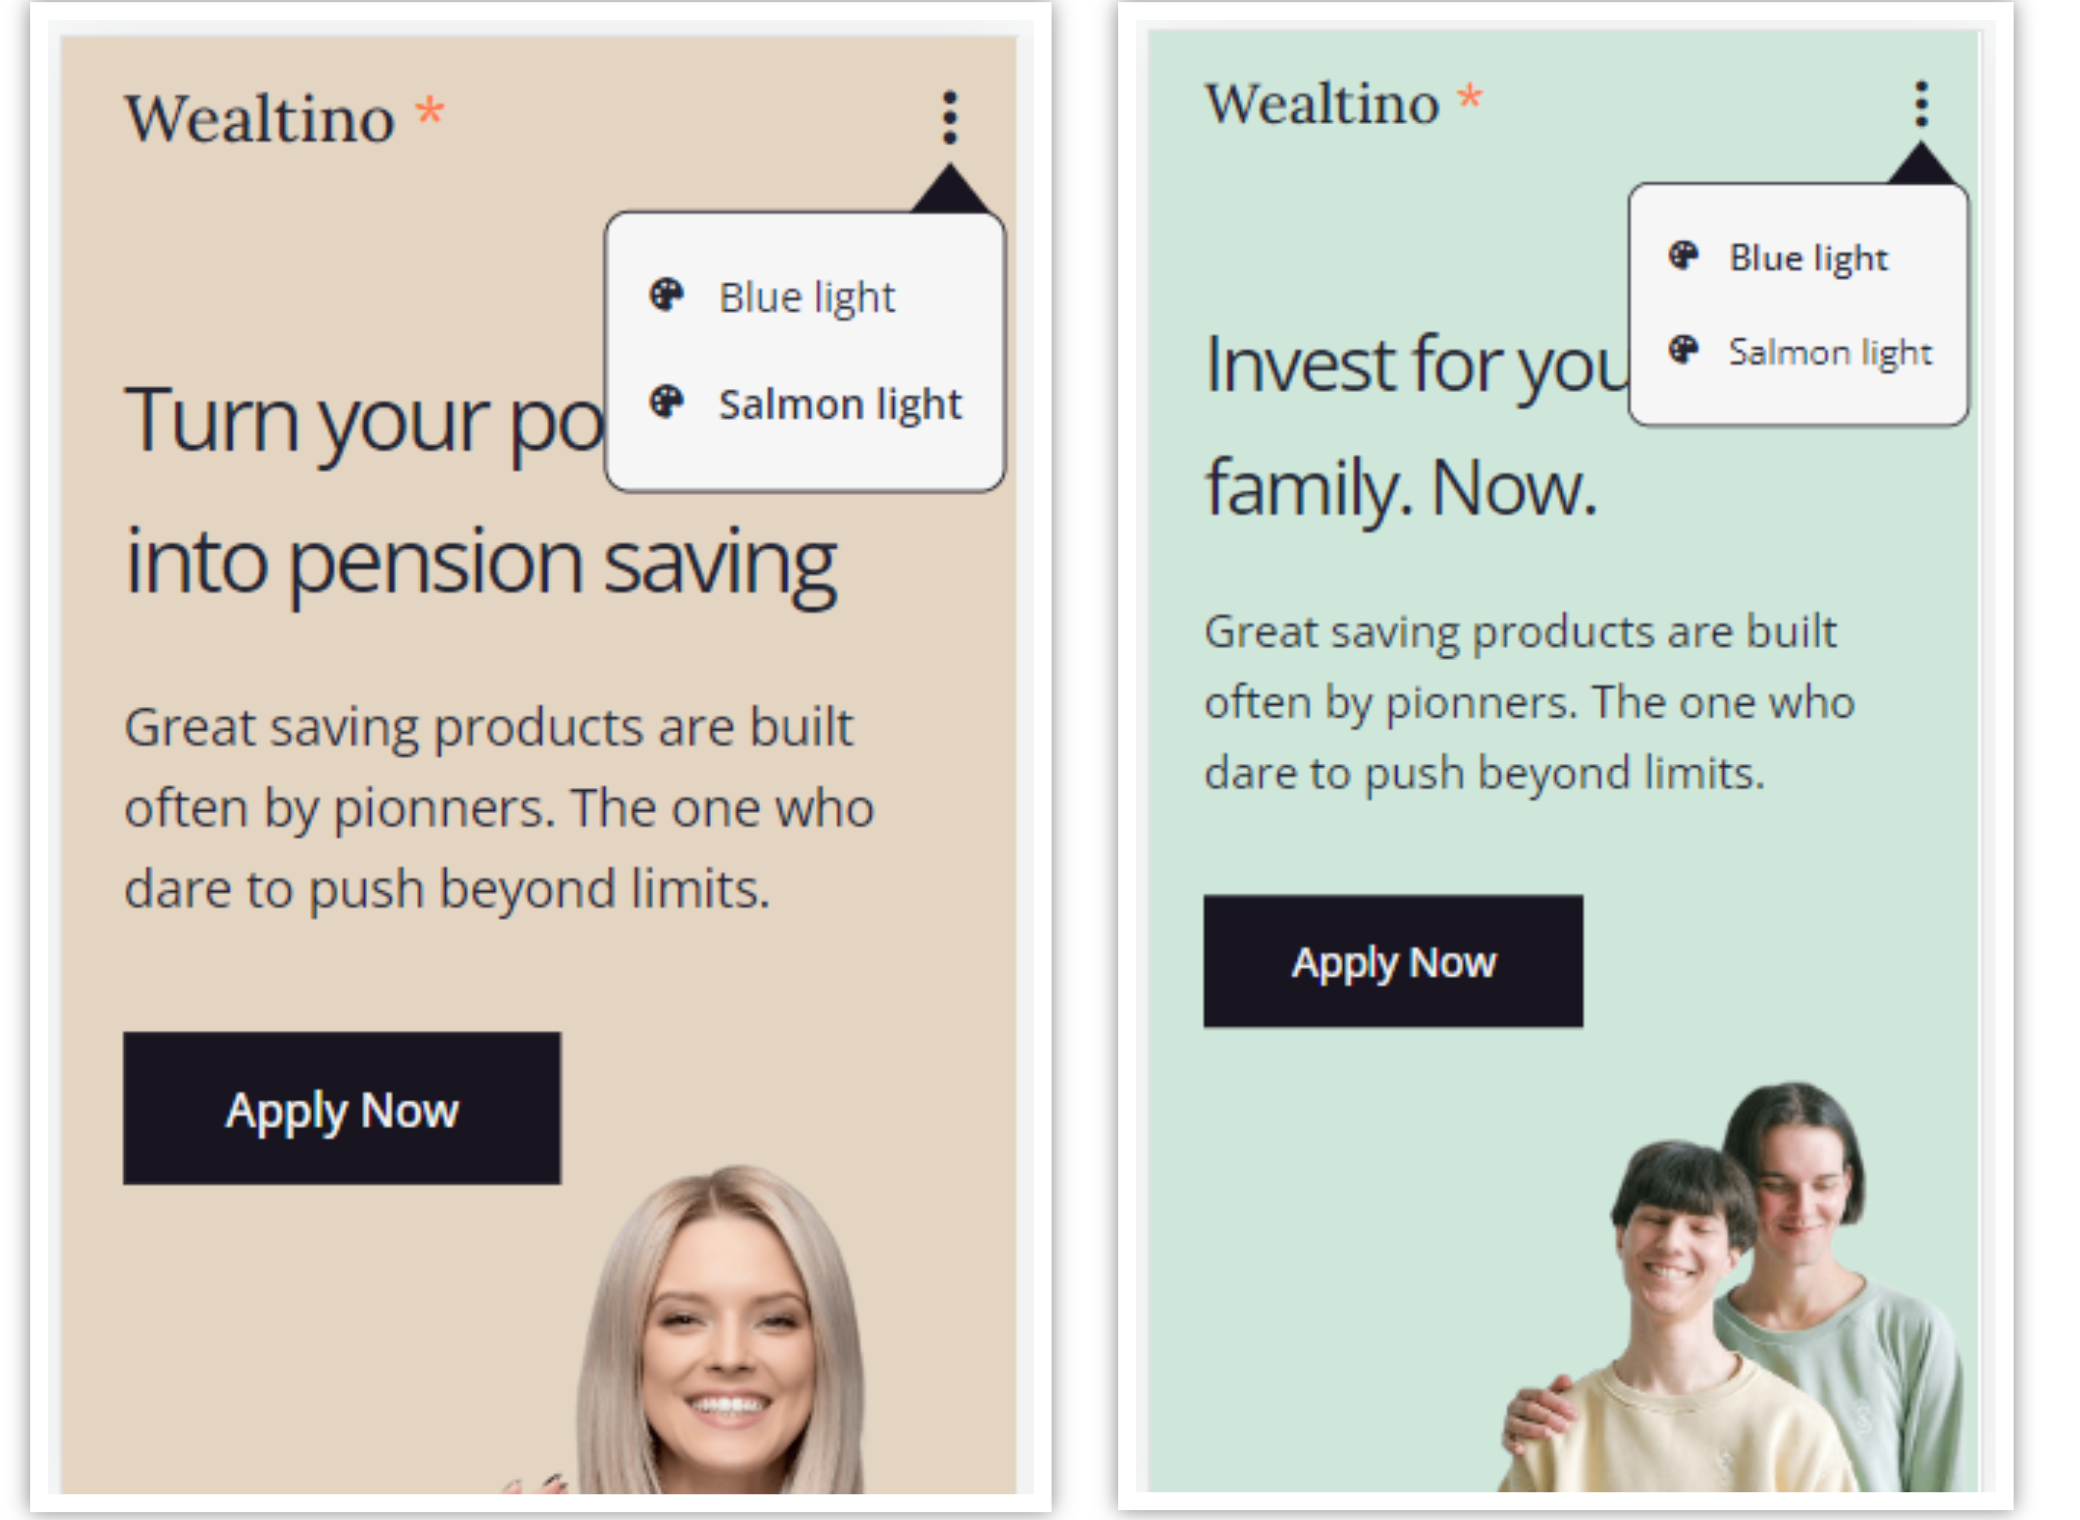 Wealtino *
Blue light
Salmon light
Turn your po
into pension saving
Great saving products are built
often by pionners. The one who
dare to push beyond limits.
Apply Now
Wealtino *
Blue light
Salmon light
Invest for you
family. Now.
Great saving products are built
often by pionners. The one who
dare to push beyond limits.
Apply Now